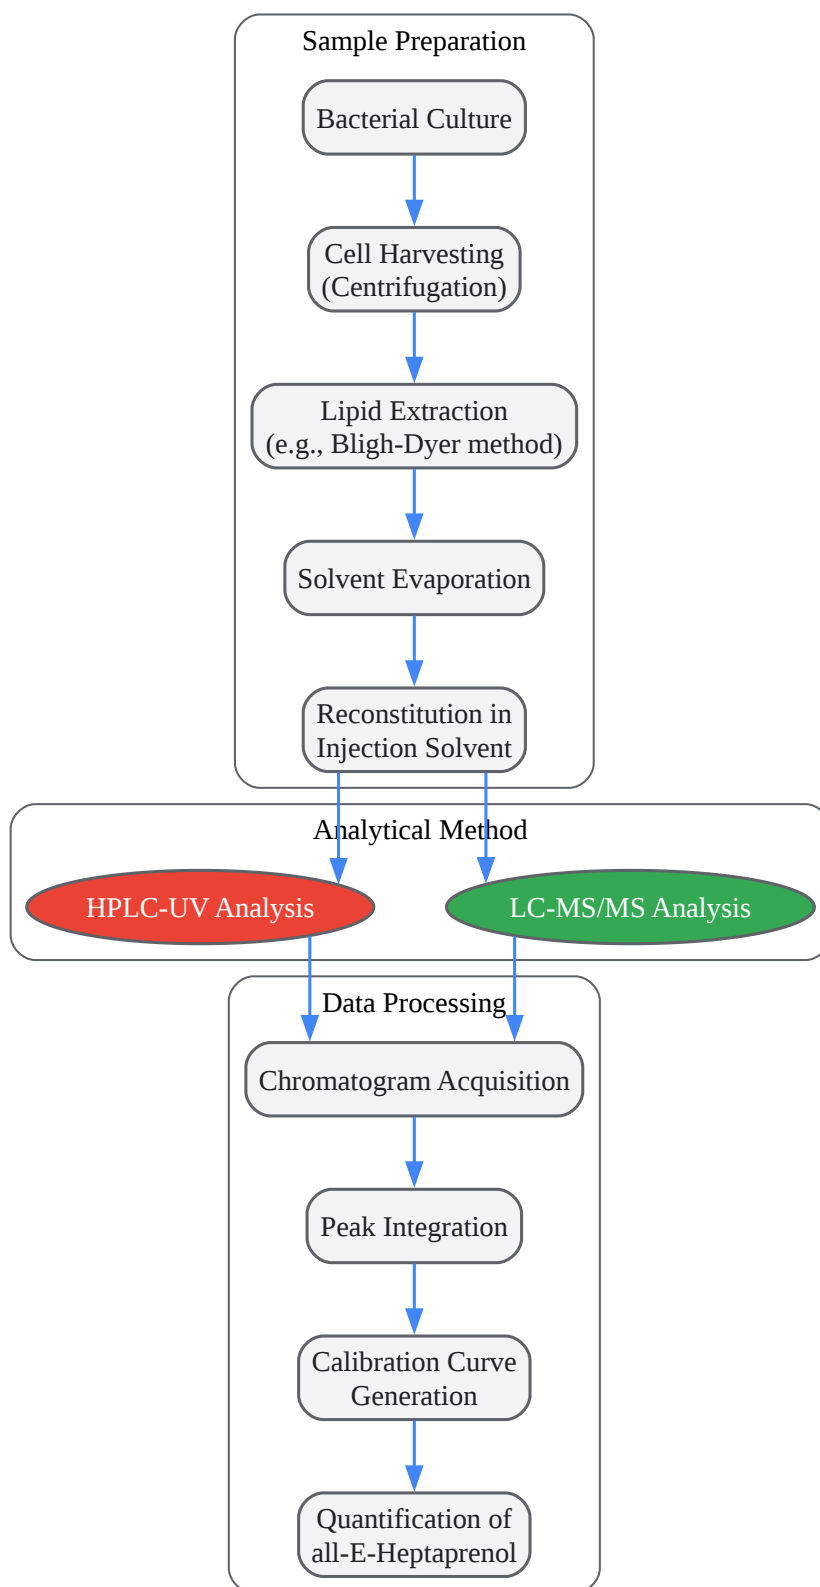 Sample Preparation
Bacterial Culture
Cell Harvesting
(Centrifugation)
Lipid Extraction
(e.g., Bligh-Dyer method)
Solvent Evaporation
Reconstitution in
Injection Solvent
Analytical Method
HPLC-UV Analysis
LC-MS/MS Analysis
Data Processing
Chromatogram Acquisition
Peak Integration
Calibration Curve
Generation
Quantification of
all-E-Heptaprenol